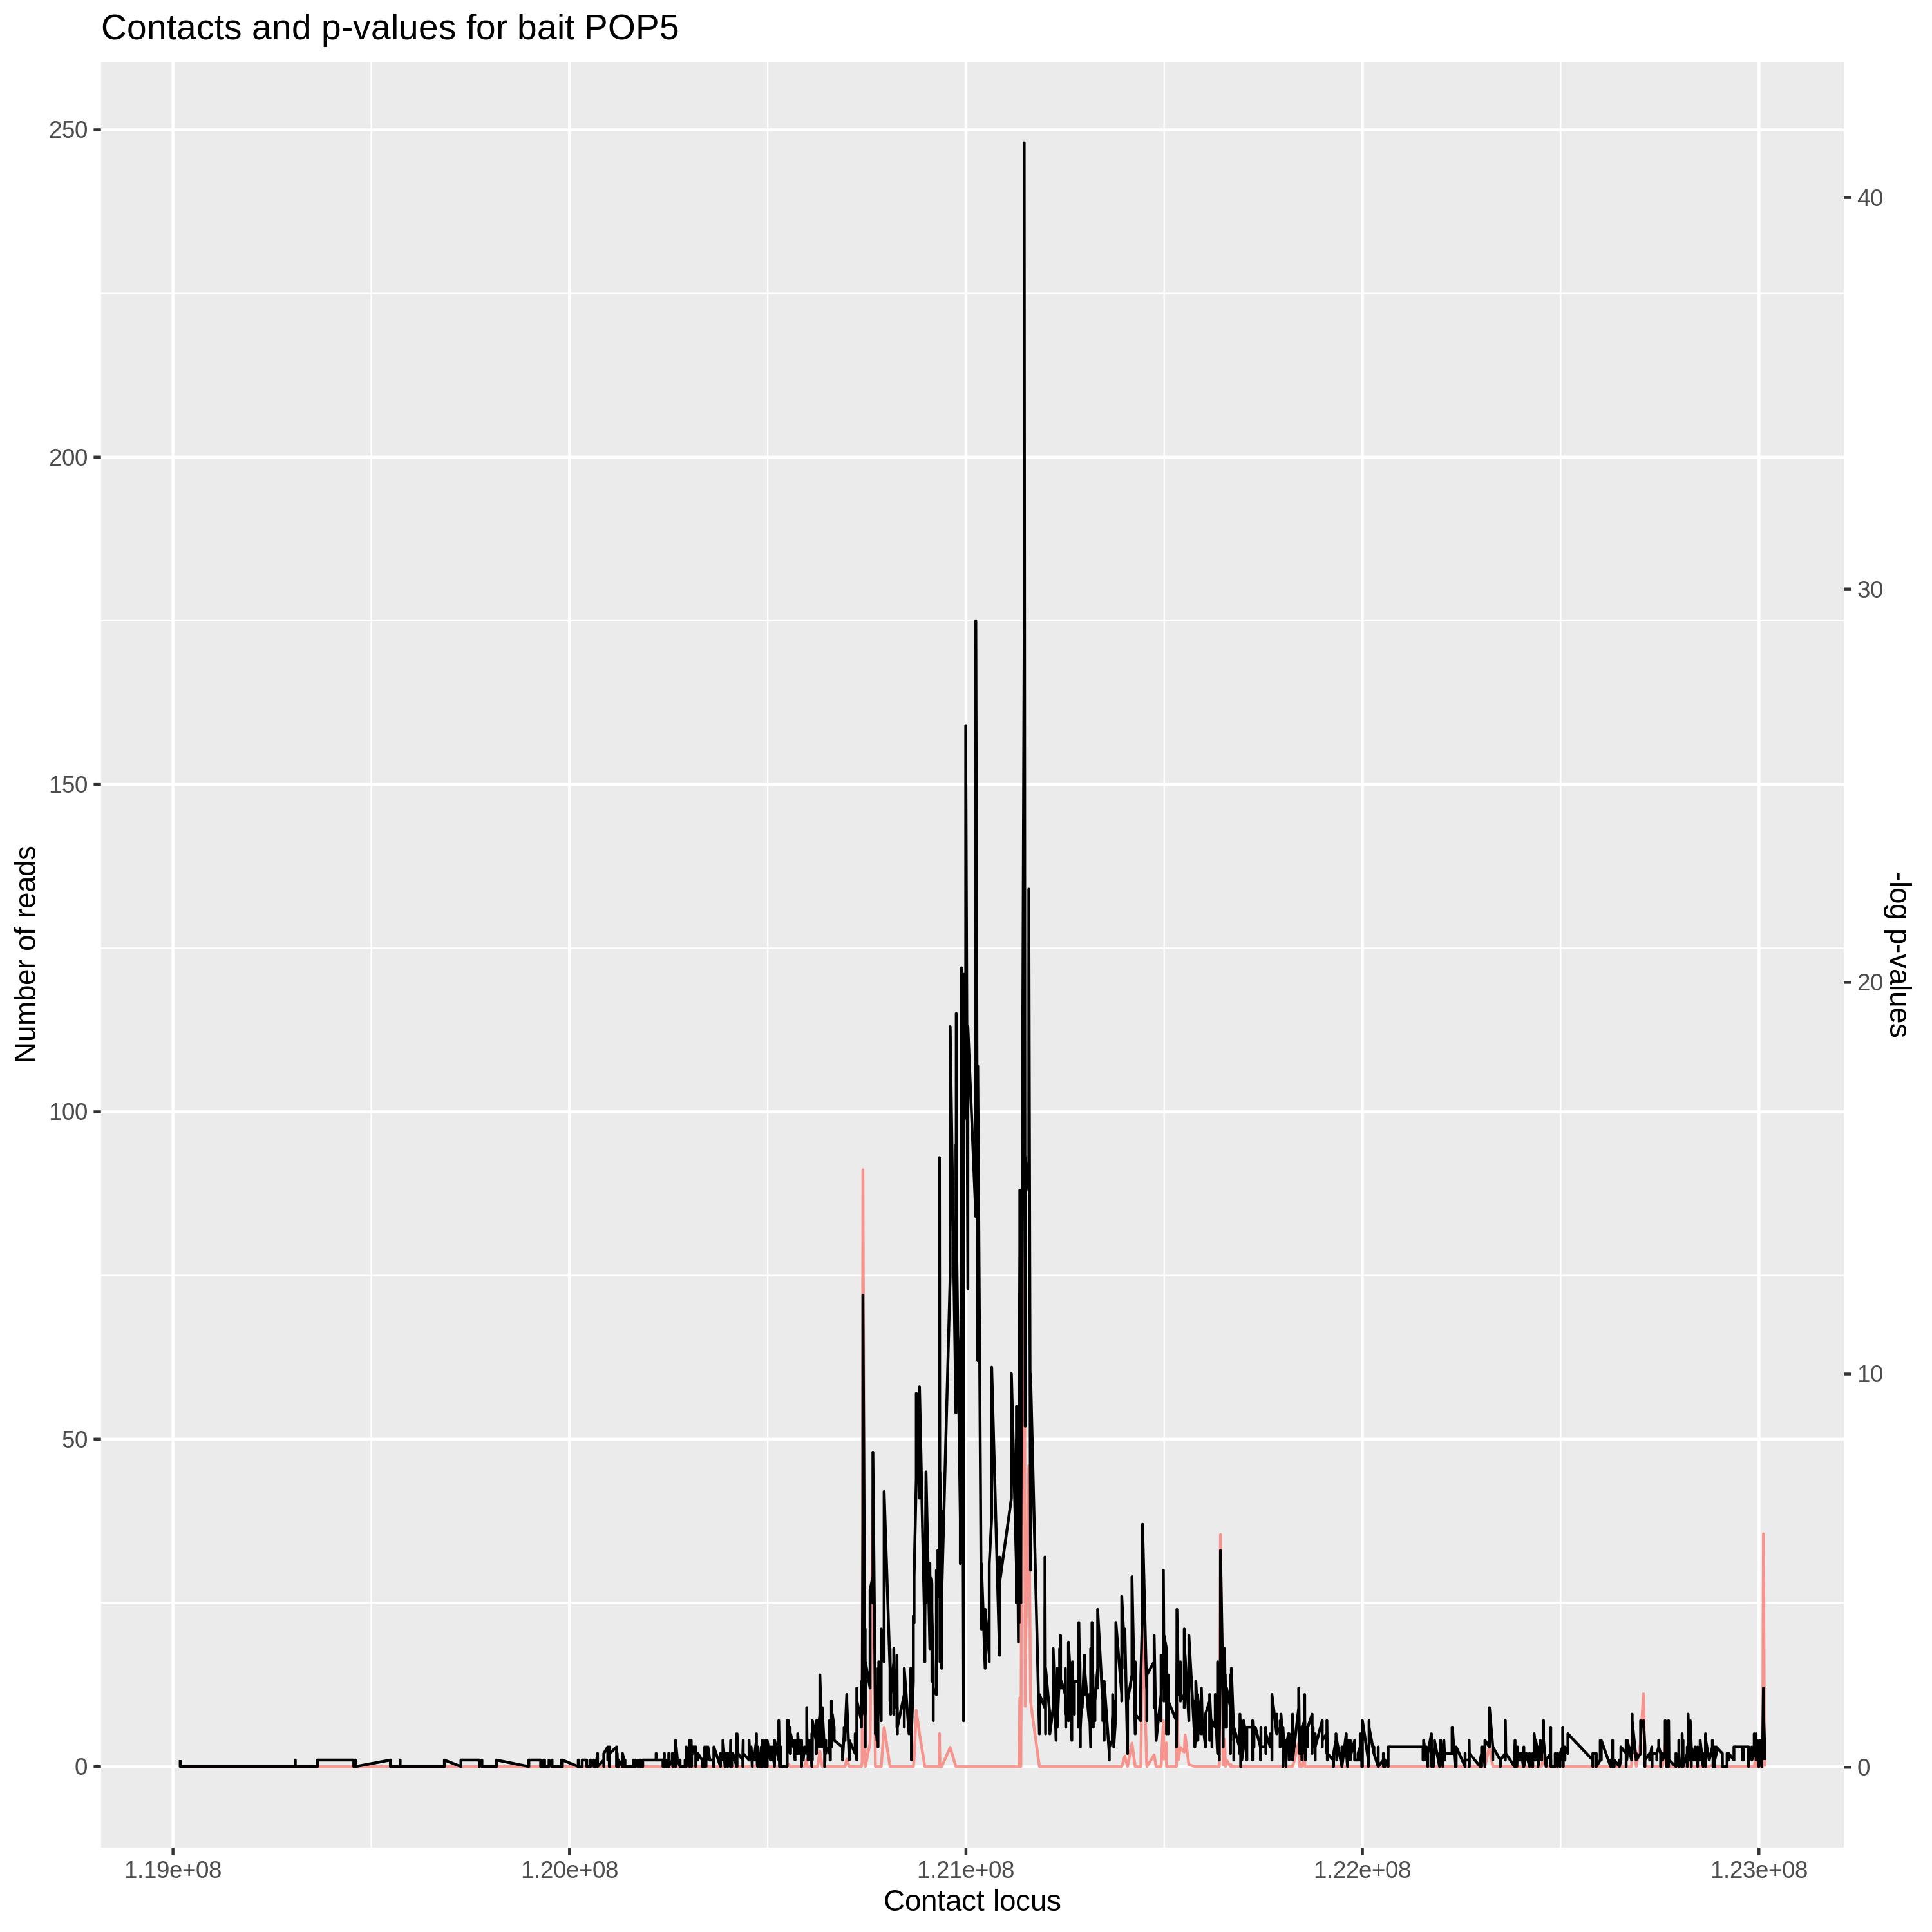 Contacts and p-values for bait POP5
250
200
150
100
50
0
Number of reads
40
30
20
10
0
-log p-values
1.19e+08
1.20e+08
1.21e+08
1.22e+08
1.23e+08
Contact locus